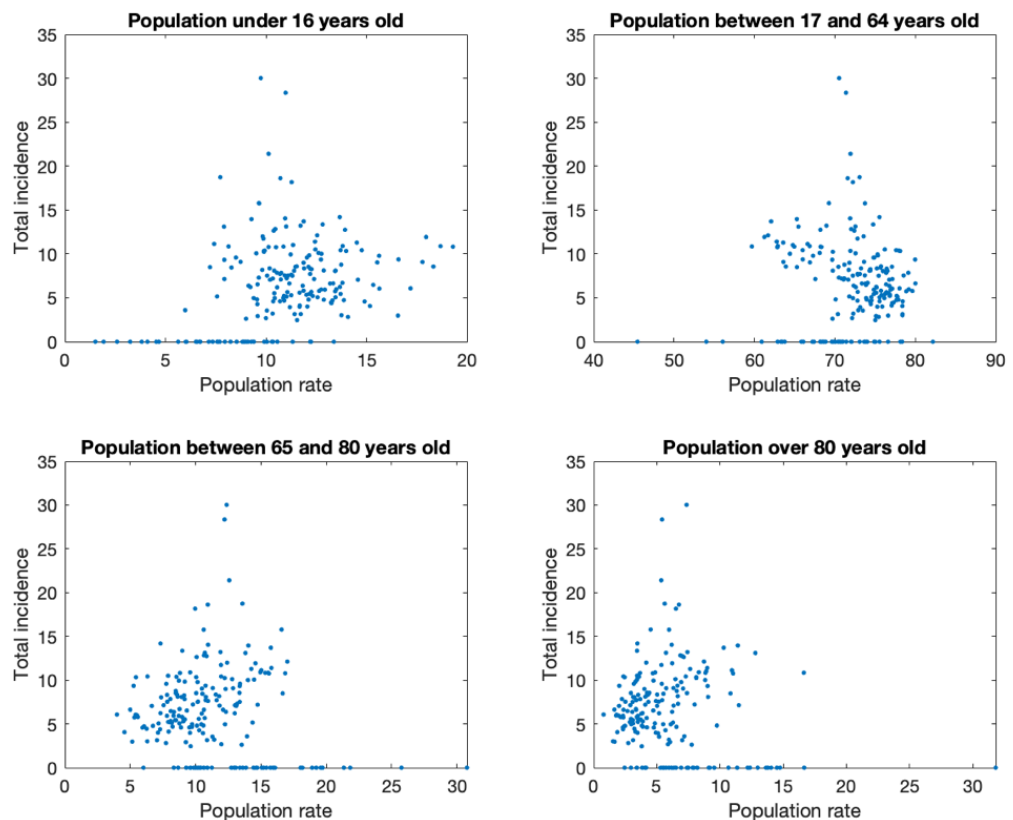 Population under 16 years old
35
30
25
20
15
10
5
0
Total incidence
0 5 10 15 20
Population rate
Population between 17 and 64 years old
35
30
25
20
15
10
5
0
Total incidence
40 50 60 70 80 90
Population rate
Population between 65 and 80 years old
35
30
25
20
15
10
5
0
Total incidence
0 5 10 15 20 25 30
Population rate
Population over 80 years old
35
30
25
20
15
10
5
0
Total incidence
0 5 10 15 20 25 30
Population rate